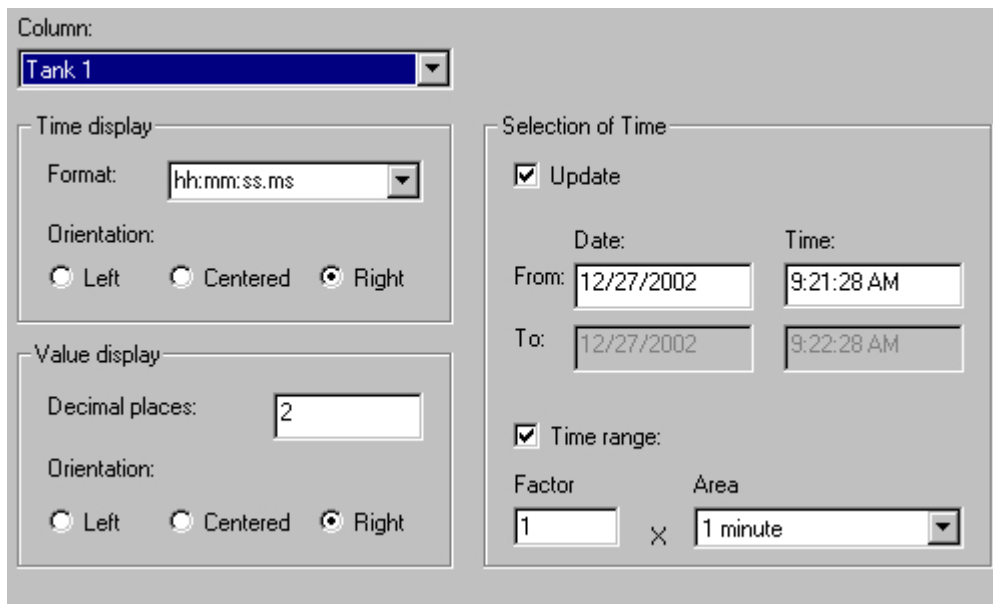 Column:
Tank 1
Time display
Format: hh:mm:ss.ms
Orientation:
Left Centered Right
Value display
Decimal places: 2
Orientation:
Left Centered Right
Selection of Time
Update
Date: Time:
From: 12/27/2002 9:21:28 AM
To: 12/27/2002 9:22:28 AM
Time range:
Factor Area
1 X 1 minute